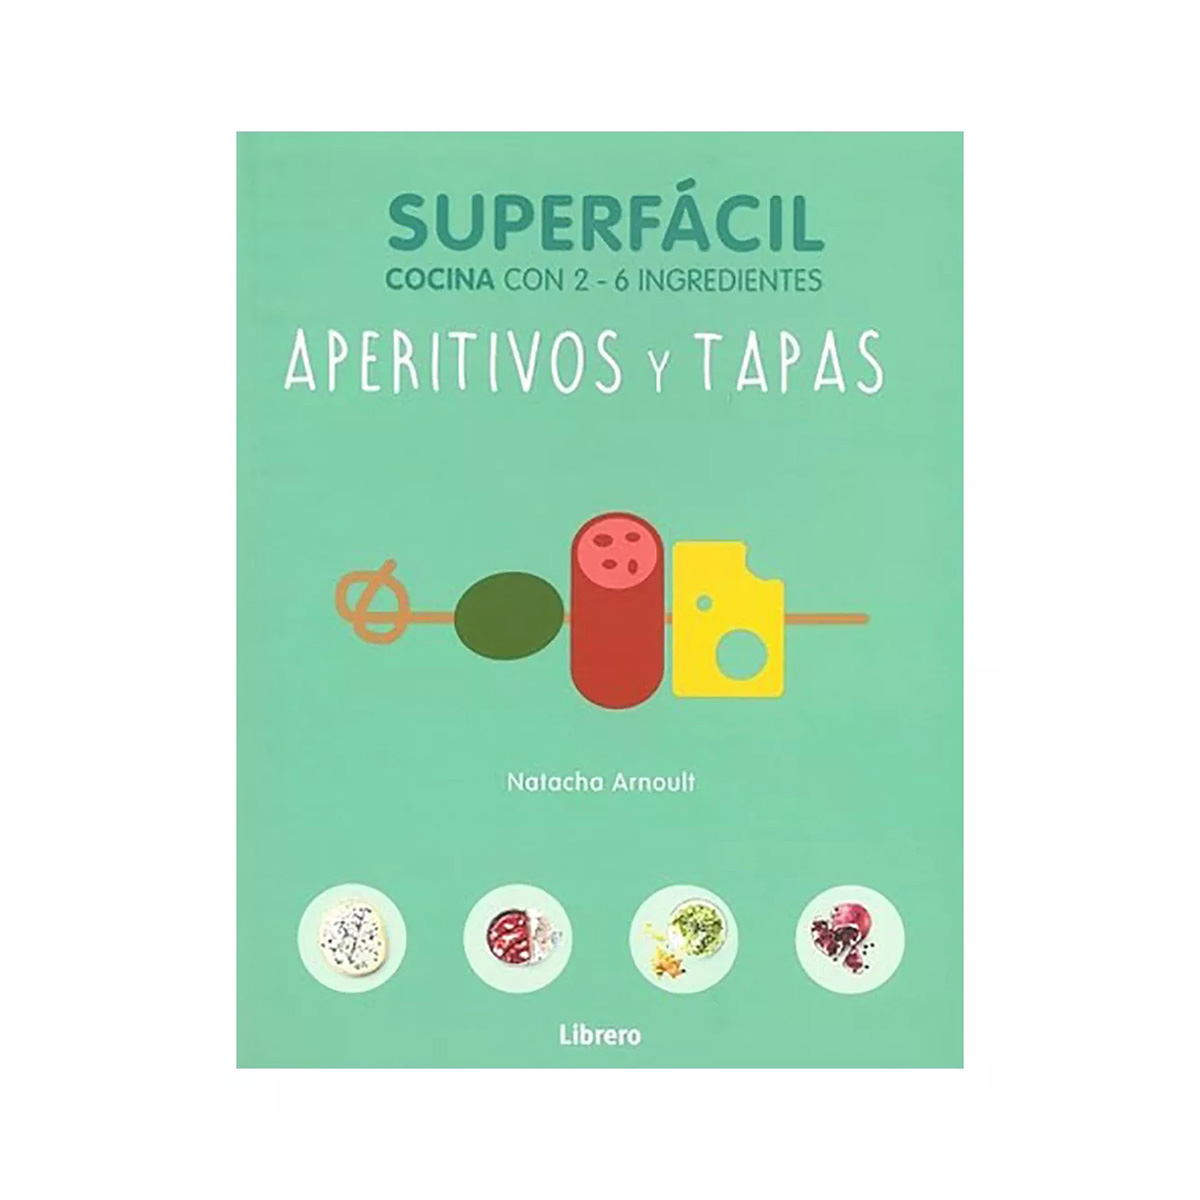 SUPERFÁCIL
COCINA CON 2 - 6 INGREDIENTES
APERITIVOS Y TAPAS
Natacha Arnoult
Librero